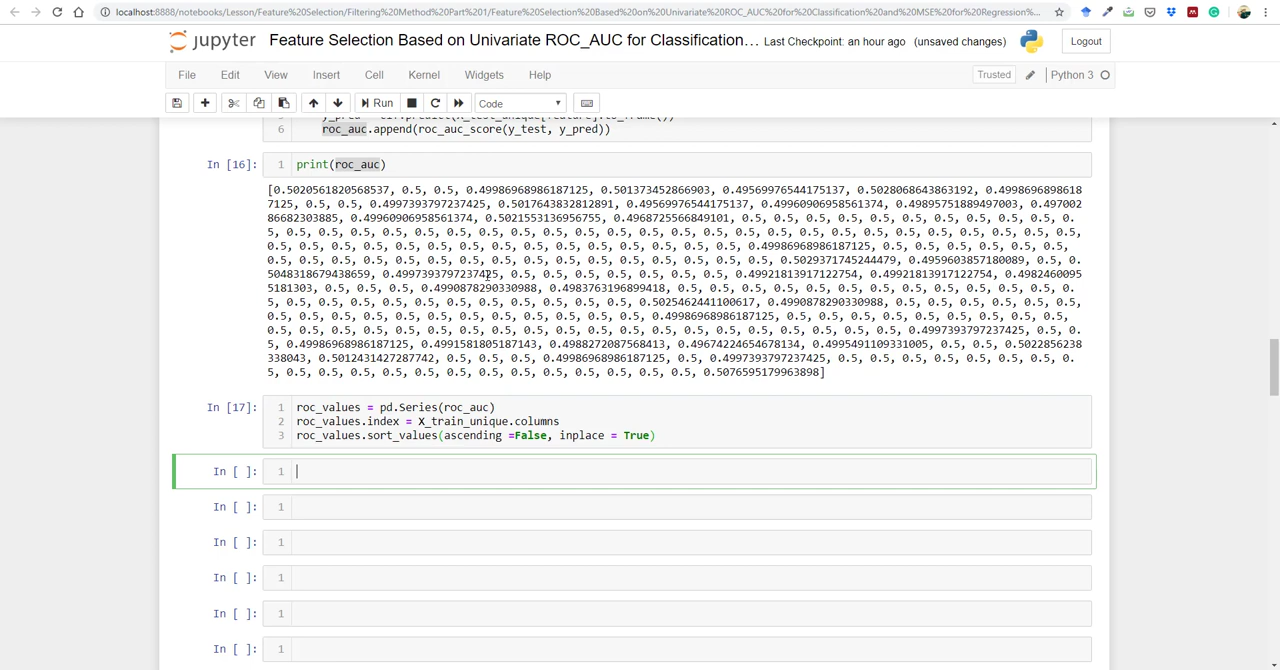 localhost:8888/notebooks/Lesson/Feature%20Selection/Filtering%20Method%20Part%201/Feature%20Selection%20Based%20on%20Univariate%20ROC_AUC%20for%20Classification%20and%20MSE%20for%20Regression%...
jupyter Feature Selection Based on Univariate ROC_AUC for Classification... Last Checkpoint: an hour ago (unsaved changes) Logout
File Edit View Insert Cell Kernel Widgets Help Trusted Python 3
Run Code
6 roc_auc.append(roc_auc_score(y_test, y_pred))
In [16]: 1 print(roc_auc)
[0.5020561820568537, 0.5, 0.5, 0.49986968986187125, 0.501373452866903, 0.49569976544175137, 0.5028068643863192, 0.49986968986187125, 0.5, 0.5, 0.4997393797237425, 0.5017643832812891, 0.49569976544175137, 0.49960906958561374, 0.49895751889497003, 0.497002
86682303885, 0.49960906958561374, 0.5021553136956755, 0.4968725566849101, 0.5, 0.5, 0.5, 0.5, 0.5, 0.5, 0.5, 0.5, 0.5, 0.5, 0.
5, 0.5, 0.5, 0.5, 0.5, 0.5, 0.5, 0.5, 0.5, 0.5, 0.5, 0.5, 0.5, 0.5, 0.5, 0.5, 0.5, 0.5, 0.5, 0.5, 0.5, 0.5, 0.5, 0.5, 0.5, 0.5,
0.5, 0.5, 0.5, 0.5, 0.5, 0.5, 0.5, 0.5, 0.5, 0.5, 0.5, 0.5, 0.5, 0.5, 0.5, 0.49986968986187125, 0.5, 0.5, 0.5, 0.5, 0.5,
0.5, 0.5, 0.5, 0.5, 0.5, 0.5, 0.5, 0.5, 0.5, 0.5, 0.5, 0.5, 0.5, 0.5, 0.5, 0.5, 0.5029371745244479, 0.4959603857180089, 0.5, 0.
5048318679438659, 0.4997393797237425, 0.5, 0.5, 0.5, 0.5, 0.5, 0.5, 0.5, 0.49921813917122754, 0.49921813917122754, 0.4982460095
5181303, 0.5, 0.5, 0.5, 0.4990878290330988, 0.4983763196899418, 0.5, 0.5, 0.5, 0.5, 0.5, 0.5, 0.5, 0.5, 0.5, 0.5, 0.5, 0.5, 0.
5, 0.5, 0.5, 0.5, 0.5, 0.5, 0.5, 0.5, 0.5, 0.5, 0.5, 0.5, 0.5025462441100617, 0.4990878290330988, 0.5, 0.5, 0.5, 0.5, 0.5,
0.5, 0.5, 0.5, 0.5, 0.5, 0.5, 0.5, 0.5, 0.5, 0.5, 0.5, 0.5, 0.49986968986187125, 0.5, 0.5, 0.5, 0.5, 0.5, 0.5, 0.5, 0.5, 0.5,
0.5, 0.5, 0.5, 0.5, 0.5, 0.5, 0.5, 0.5, 0.5, 0.5, 0.5, 0.5, 0.5, 0.5, 0.5, 0.5, 0.5, 0.5, 0.5, 0.4997393797237425, 0.5, 0.
5, 0.49986968986187125, 0.4991581805187143, 0.4988272087568413, 0.49674224654678134, 0.4995491109331005, 0.5, 0.5, 0.5022856238
338043, 0.5012431427287742, 0.5, 0.5, 0.5, 0.49986968986187125, 0.5, 0.4997393797237425, 0.5, 0.5, 0.5, 0.5, 0.5, 0.5, 0.5, 0.
5, 0.5, 0.5, 0.5, 0.5, 0.5, 0.5, 0.5, 0.5, 0.5, 0.5, 0.5, 0.5, 0.5, 0.5076595179963898]
In [17]: 1 roc_values = pd.Series(roc_auc)
2 roc_values.index = X_train_unique.columns
3 roc_values.sort_values(ascending =False, inplace = True)
In [ ]: 1
In [ ]: 1
In [ ]: 1
In [ ]: 1
In [ ]: 1
In [ ]: 1